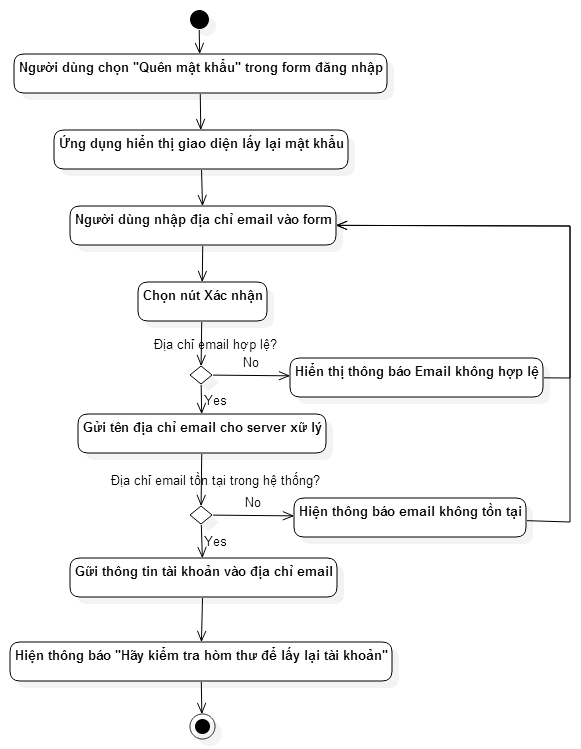 Người dùng chọn "Quên mật khẩu" trong form đăng nhập
Ứng dụng hiển thị giao diện lấy lại mật khẩu
Người dùng nhập địa chỉ email vào form
Chọn nút Xác nhận
Địa chỉ email hợp lệ?
No
Hiển thị thông báo Email không hợp lệ
Yes
Gửi tên địa chỉ email cho server xữ lý
Địa chỉ email tồn tại trong hệ thống?
No
Hiện thông báo email không tồn tại
Yes
Gữi thông tin tài khoản vào địa chỉ email
Hiện thông báo "Hãy kiểm tra hòm thư để lấy lại tài khoản"